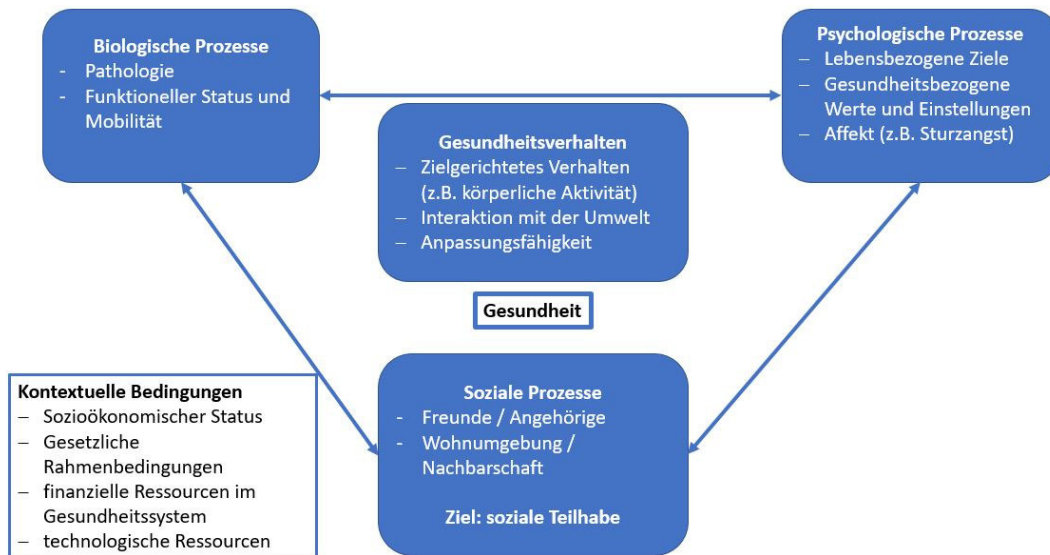 Biologische Prozesse
- Pathologie
- Funktioneller Status und
Mobilität
Psychologische Prozesse
– Lebensbezogene Ziele
– Gesundheitsbezogene
Werte und Einstellungen
– Affekt (z.B. Sturzangst)
Gesundheitsverhalten
– Zielgerichtetes Verhalten
(z.B. körperliche Aktivität)
– Interaktion mit der Umwelt
– Anpassungsfähigkeit
Gesundheit
Kontextuelle Bedingungen
– Sozioökonomischer Status
– Gesetzliche
Rahmenbedingungen
– finanzielle Ressourcen im
Gesundheitssystem
– technologische Ressourcen
Soziale Prozesse
- Freunde / Angehörige
- Wohnumgebung /
Nachbarschaft
Ziel: soziale Teilhabe